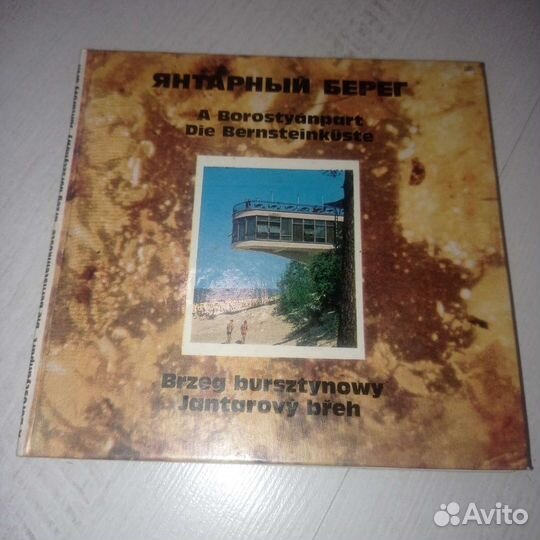 ЯНТАРНЫЙ БЕРЕГ
A Borostyánpart
Die Bernsteinküste
Brzeg bursztynowy
Jantarový břeh
Avito